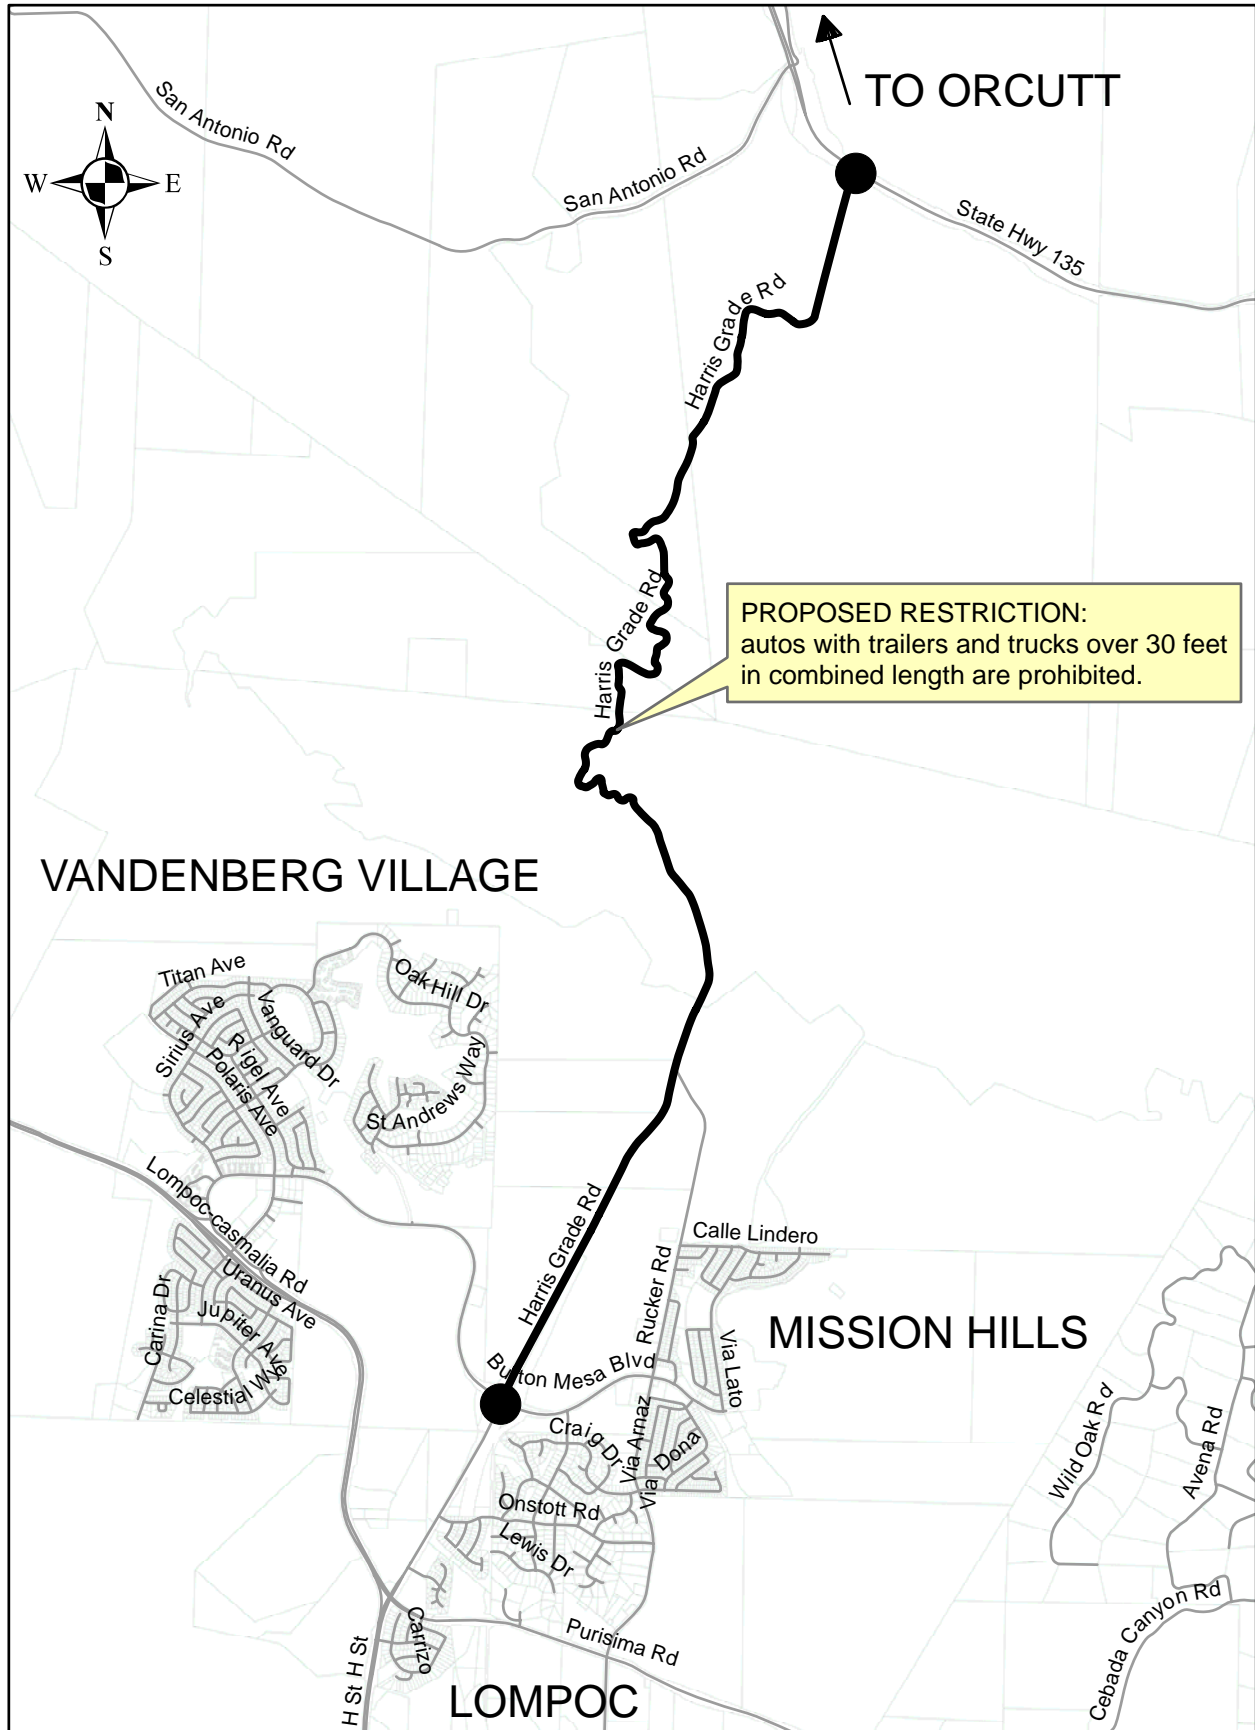 TO ORCUTT
San Antonio Rd
N
W
E
S
San Antonio Rd
State Hwy 135
Harris Grade Rd
Harris Grade Rd
PROPOSED RESTRICTION:
autos with trailers and trucks over 30 feet
in combined length are prohibited.
VANDENBERG VILLAGE
Titan Ave
Oak Hill Dr
Sirius Ave
Vanguard Dr
Rigel Ave
Polaris Ave
St Andrews Way
Lompoc-casmalia Rd
Harris Grade Rd
Calle Lindero
Uranus Ave
Rucker Rd
Carina Dr
Jupiter Ave
MISSION HILLS
Via Lato
Burton Mesa Blvd
Celestial Wy
Craig Dr
Via Arnaz
Via Dona
Wild Oak Rd
Avena Rd
Onstott Rd
Lewis Dr
Cebada Canyon Rd
Carrizo
Purisima Rd
H St H St
LOMPOC